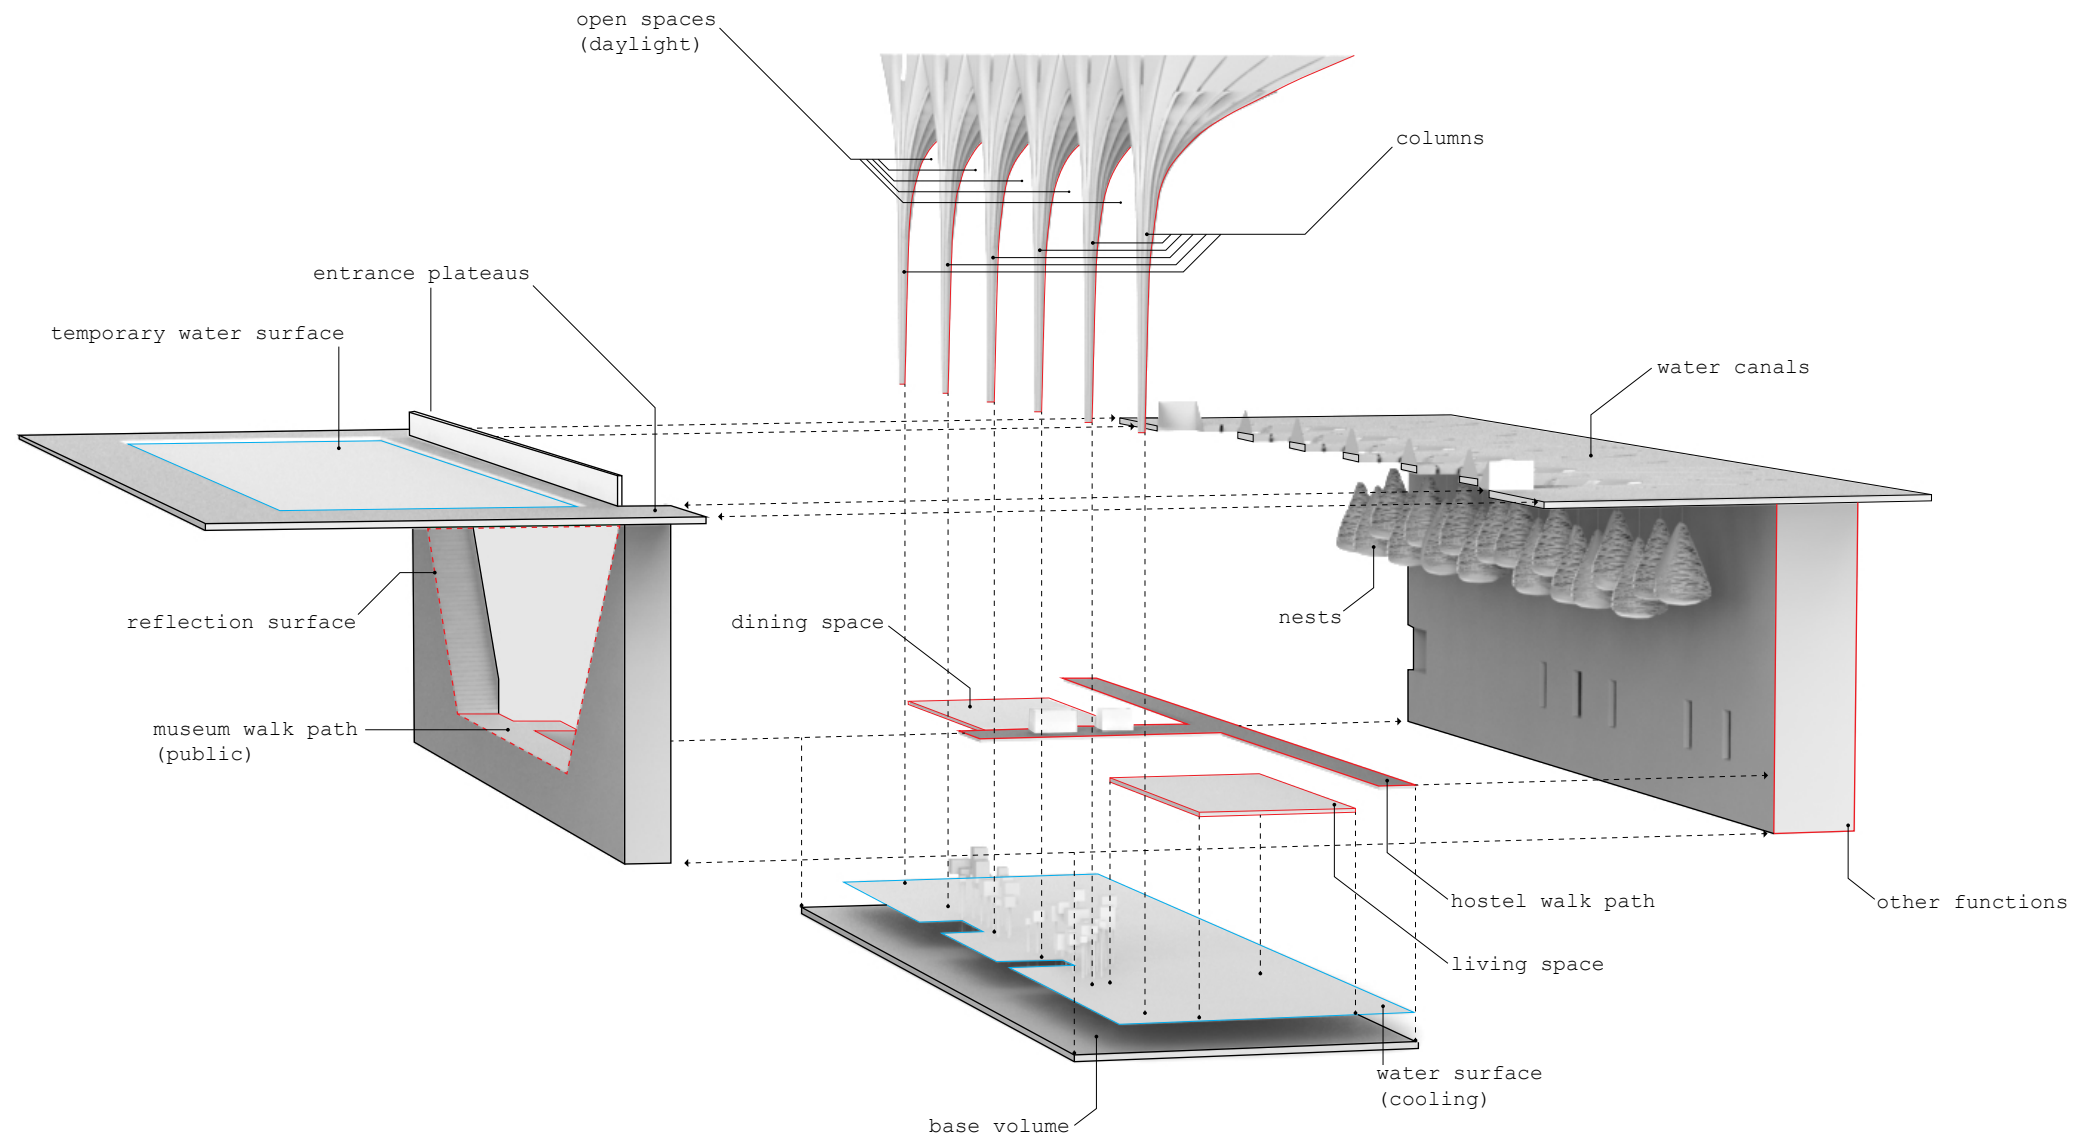 open spaces
(daylight)
columns
entrance plateaus
temporary water surface
water canals
reflection surface
dining space
nests
museum walk path
(public)
hostel walk path
other functions
living space
water surface
(cooling)
base volume